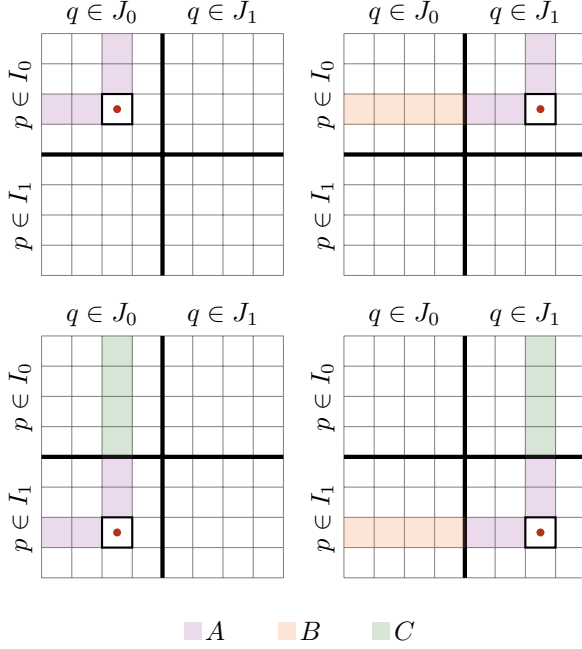 q ∈ J₀ q ∈ J₁ q ∈ J₀ q ∈ J₁
p ∈ I₀ p ∈ I₀
p ∈ I₁ p ∈ I₁
q ∈ J₀ q ∈ J₁ q ∈ J₀ q ∈ J₁
p ∈ I₀ p ∈ I₀
p ∈ I₁ p ∈ I₁
A B C